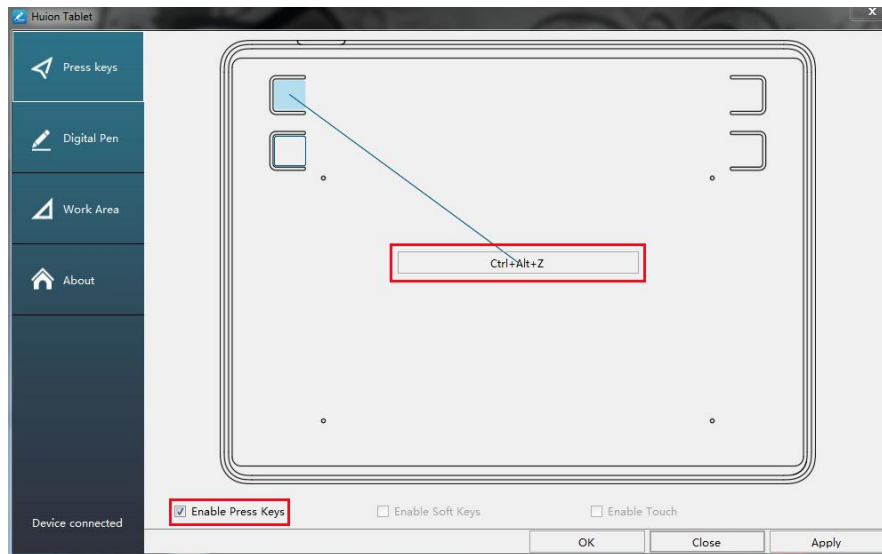 Huion Tablet
x
Press keys
Digital Pen
Work Area
About
Ctrl+Alt+Z
Enable Press Keys
Enable Soft Keys
Enable Touch
Device connected
OK
Close
Apply